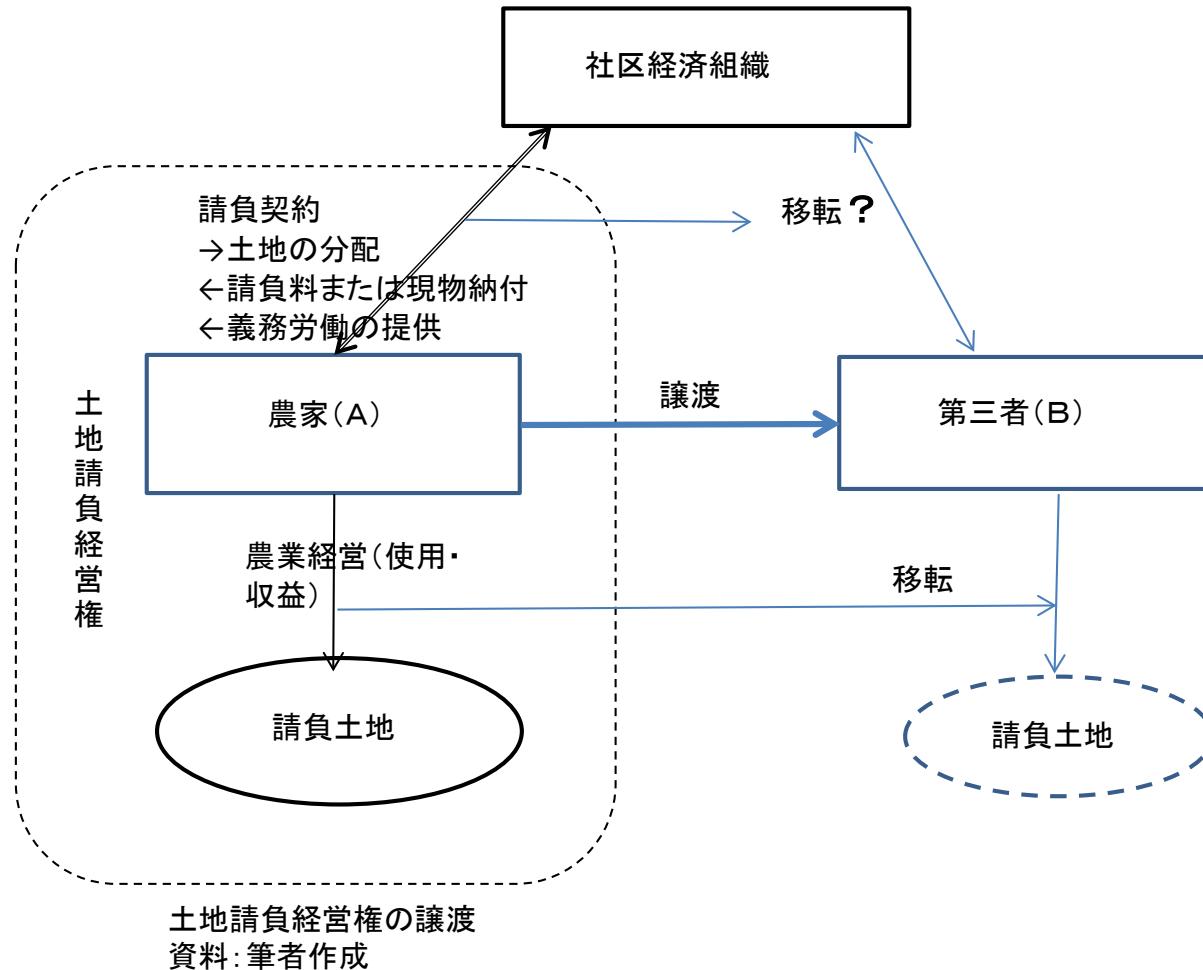 社区経済組織
請負契約
→土地の分配
←請負料または現物納付
←義務労働の提供
移転?
土地請負経営権
農家(A)
譲渡
第三者(B)
農業経営(使用・
収益)
移転
請負土地
請負土地
土地請負経営権の譲渡
資料:筆者作成